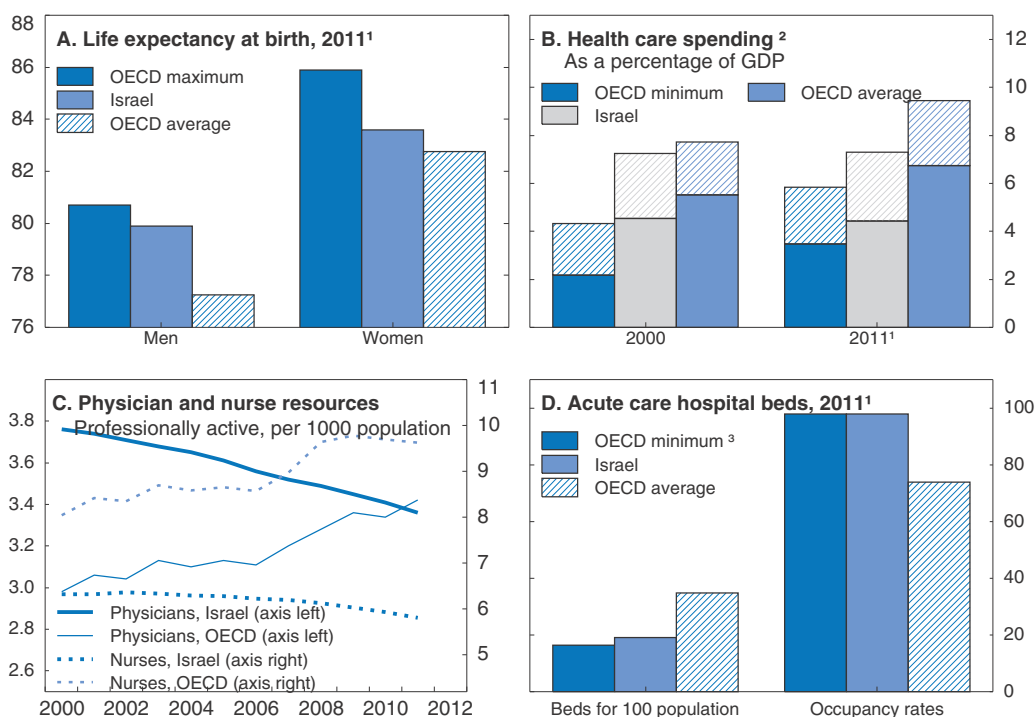 A. Life expectancy at birth, 2011¹
OECD maximum
Israel
OECD average
88
86
84
82
80
78
76
Men
Women
B. Health care spending ²
As a percentage of GDP
OECD minimum
OECD average
Israel
12
10
8
6
4
2
0
2000
2011¹
C. Physician and nurse resources
Professionally active, per 1000 population
3.8
3.6
3.4
3.2
3.0
2.8
2.6
11
10
9
8
7
6
5
Physicians, Israel (axis left)
Physicians, OECD (axis left)
Nurses, Israel (axis right)
Nurses, OECD (axis right)
2000
2002
2004
2006
2008
2010
2012
D. Acute care hospital beds, 2011¹
OECD minimum ³
Israel
OECD average
100
80
60
40
20
0
Beds for 100 population
Occupancy rates